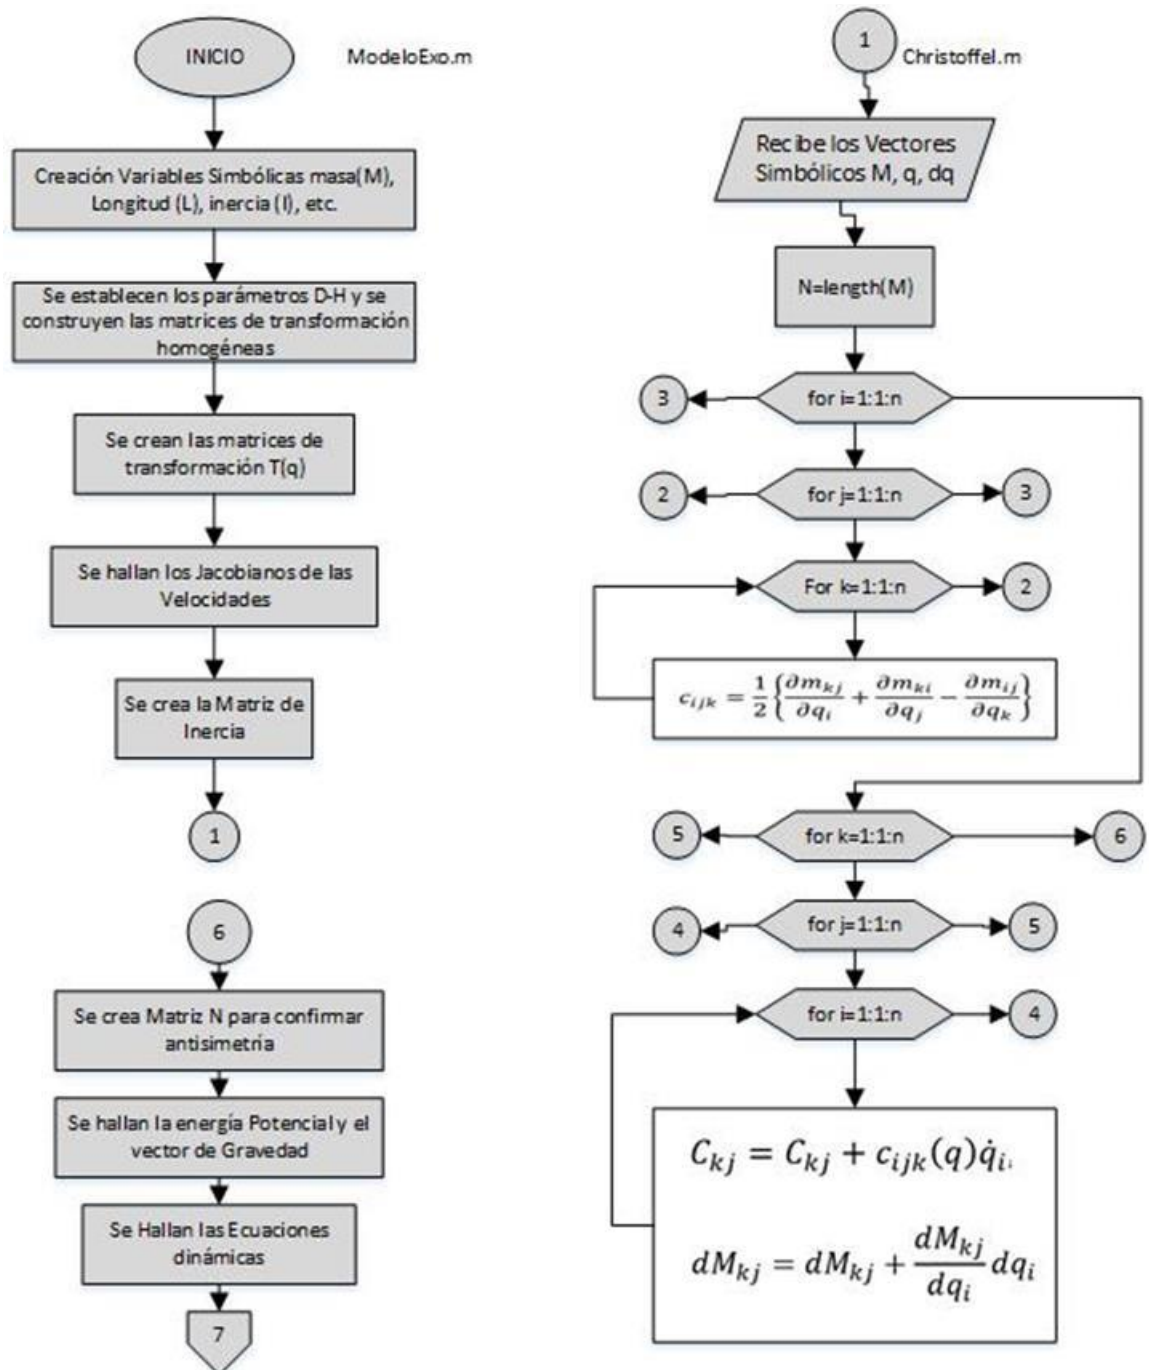 INICIO
ModeloExo.m
Creación Variables Simbólicas masa(M),
Longitud (L), inercia (I), etc.
Se establecen los parámetros D-H y se
construyen las matrices de transformación
homogéneas
Se crean las matrices de
transformación T(q)
Se hallan los Jacobianos de las
Velocidades
Se crea la Matriz de
Inercia
1
6
Se crea Matriz N para confirmar
antisimetría
Se hallan la energía Potencial y el
vector de Gravedad
Se Hallan las Ecuaciones
dinámicas
7
1
Christoffel.m
Recibe los Vectores
Simbólicos M, q, dq
N=length(M)
3
for i=1:1:n
2
for j=1:1:n
3
For k=1:1:n
2
c_{ijk} = \frac{1}{2} \left\{ \frac{∂m_{kj}}{∂q_i} + \frac{∂m_{ki}}{∂q_j} - \frac{∂m_{ij}}{∂q_k} \right\}
5
for k=1:1:n
6
4
for j=1:1:n
5
for i=1:1:n
4
C_{kj} = C_{kj} + c_{ijk}(q)\dot{q}_i.
dM_{kj} = dM_{kj} + \frac{dM_{kj}}{dq_i} dq_i